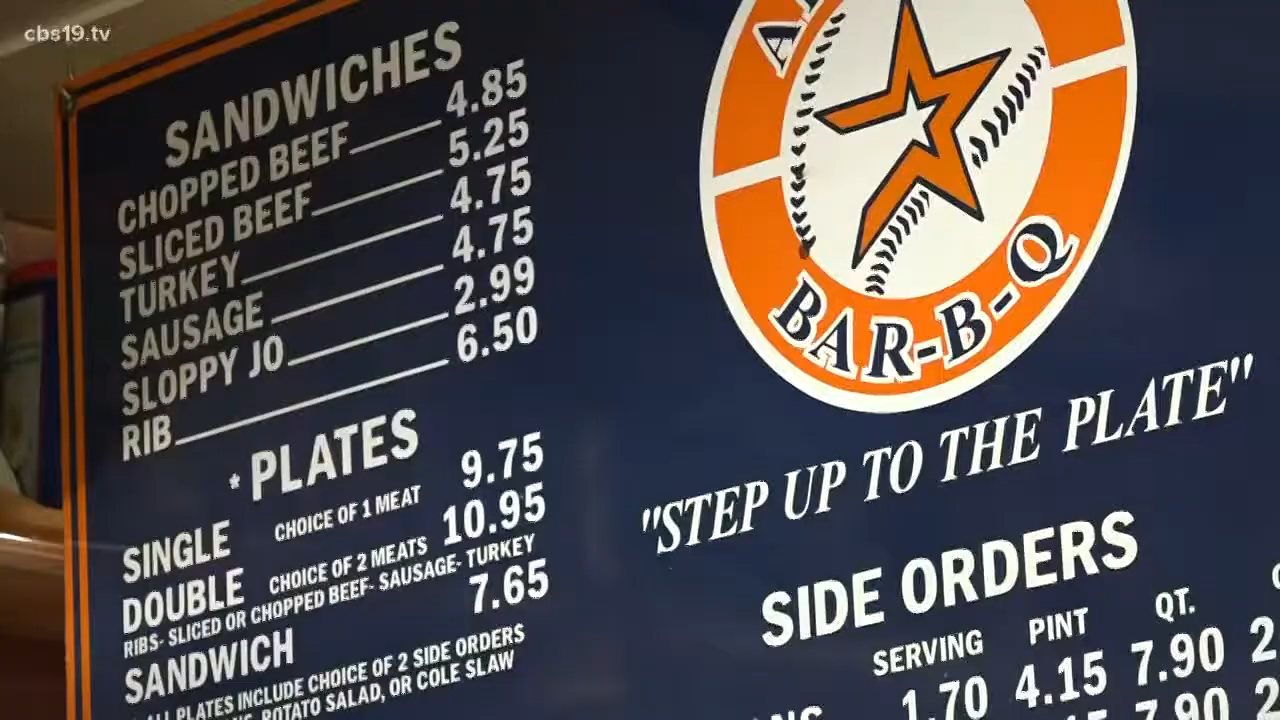 cbs19.tv
SANDWICHES
CHOPPED BEEF 4.85
SLICED BEEF 5.25
TURKEY 4.75
SAUSAGE 4.75
SLOPPY JO 2.99
RIB 6.50
* PLATES
SINGLE CHOICE OF 1 MEAT 9.75
DOUBLE CHOICE OF 2 MEATS 10.95
RIBS- SLICED OR CHOPPED BEEF- SAUSAGE- TURKEY
SANDWICH 7.65
ALL PLATES INCLUDE CHOICE OF 2 SIDE ORDERS
POTATO SALAD, OR COLE SLAW
BAR-B-Q
"STEP UP TO THE PLATE"
SIDE ORDERS
SERVING PINT QT.
1.70 4.15 7.90
7.90